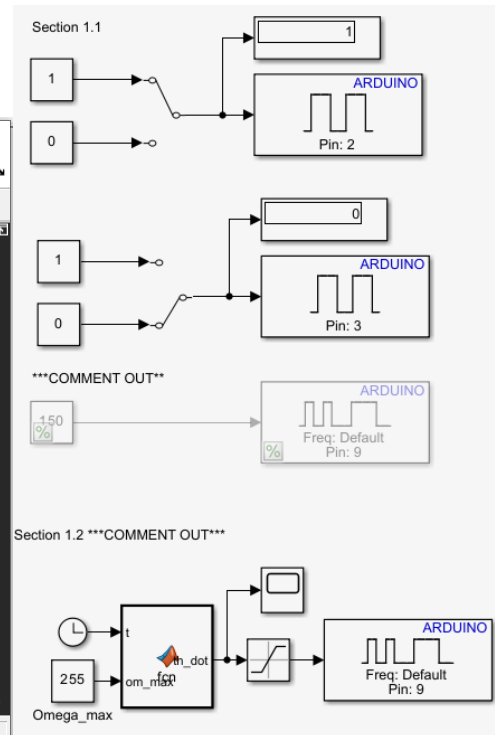 Section 1.1
1
1
ARDUINO
0
Pin: 2
0
1
ARDUINO
0
Pin: 3
***COMMENT OUT**
ARDUINO
150
%
Freq: Default
%
Pin: 9
Section 1.2 ***COMMENT OUT***
ARDUINO
t
th_dot
fcn
255
om_max
Freq: Default
Pin: 9
Omega_max